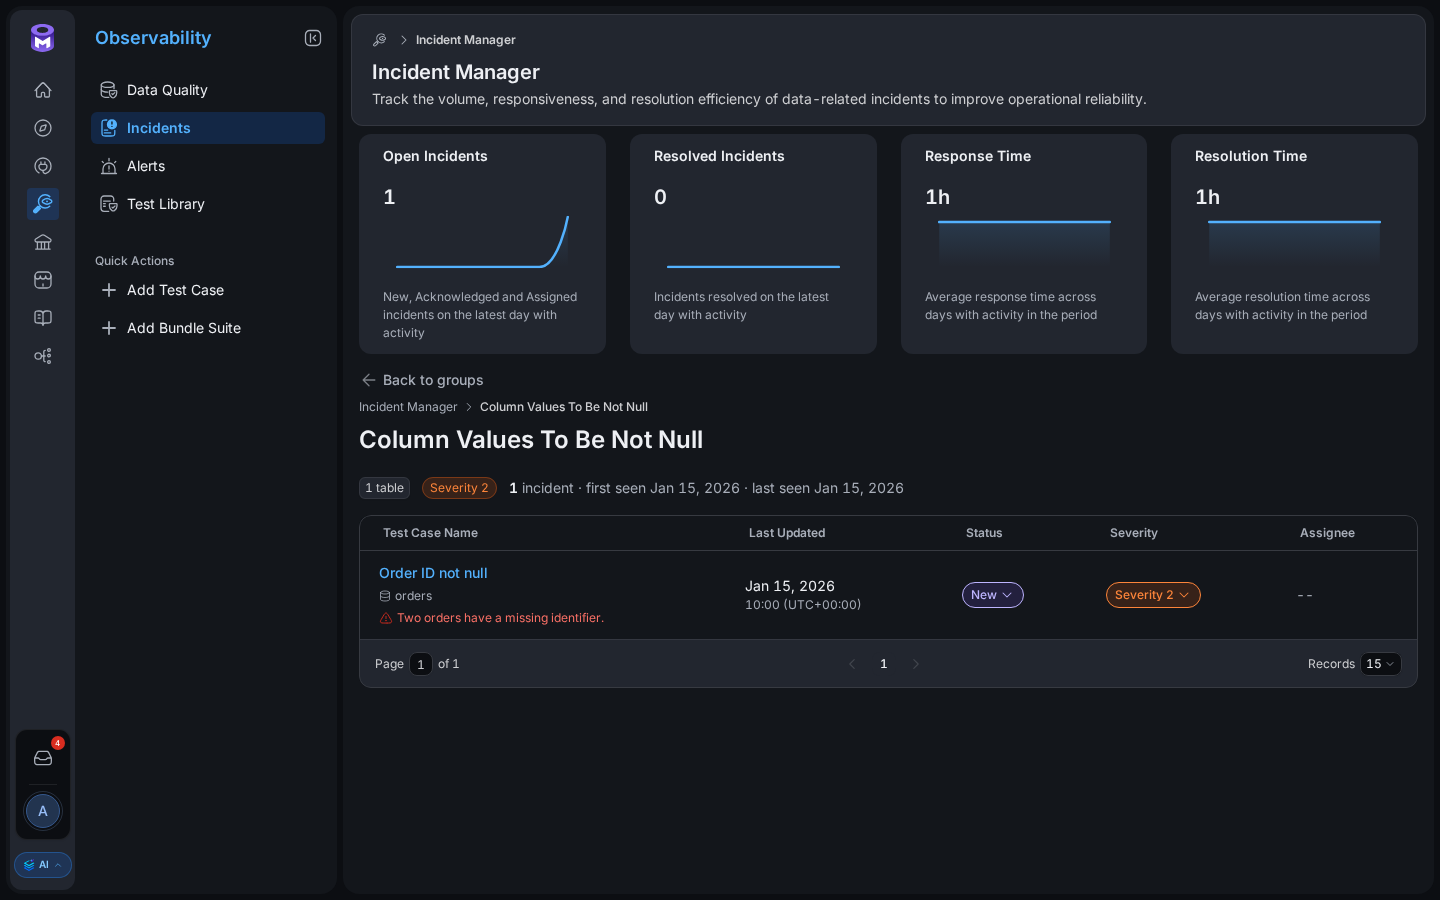 Observability
Data Quality
Incidents
Alerts
Test Library
Quick Actions
Add Test Case
Add Bundle Suite
4
A
AI
Incident Manager
Incident Manager
Track the volume, responsiveness, and resolution efficiency of data-related incidents to improve operational reliability.
Open Incidents
1
New, Acknowledged and Assigned
incidents on the latest day with
activity
Resolved Incidents
0
Incidents resolved on the latest
day with activity
Response Time
1h
Average response time across
days with activity in the period
Resolution Time
1h
Average resolution time across
days with activity in the period
Back to groups
Incident Manager Column Values To Be Not Null
Column Values To Be Not Null
1 table Severity 2 1 incident · first seen Jan 15, 2026 · last seen Jan 15, 2026
Test Case Name Last Updated Status Severity Assignee
Order ID not null
orders
Two orders have a missing identifier.
Jan 15, 2026
10:00 (UTC+00:00)
New
Severity 2
--
Page 1 of 1
1
Records 15